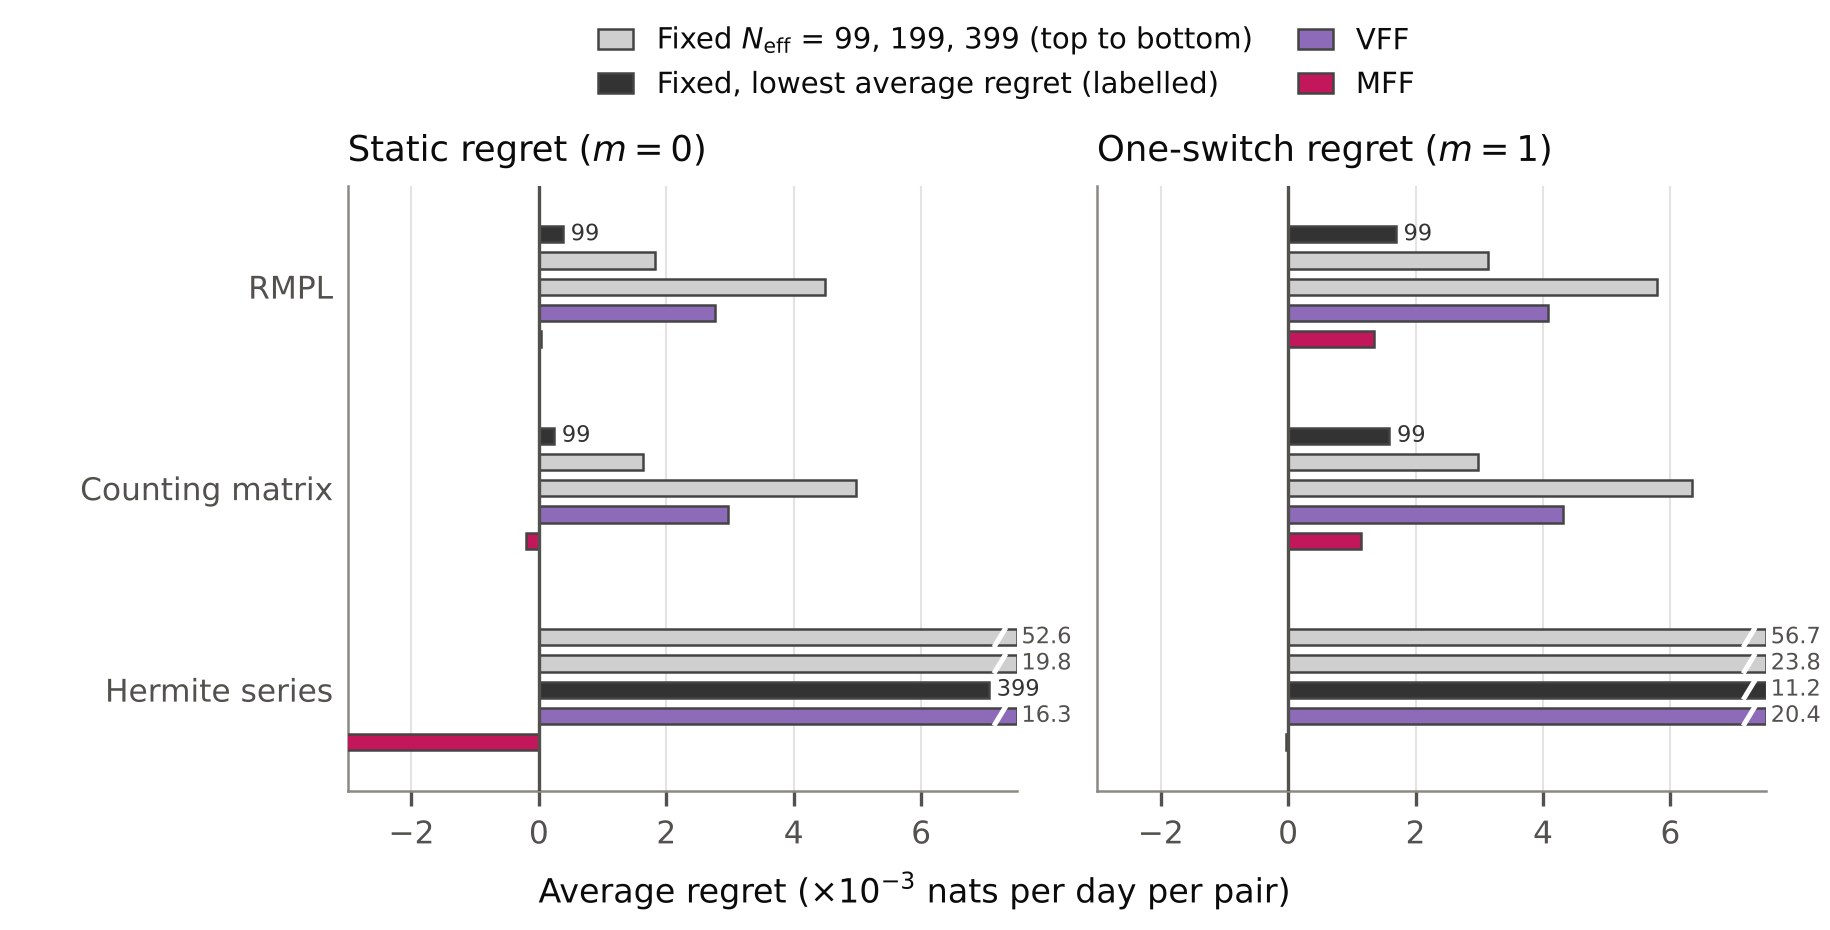 Fixed Neff = 99, 199, 399 (top to bottom)
VFF
Fixed, lowest average regret (labelled)
MFF
Static regret (m = 0)
One-switch regret (m = 1)
RMPL
99
99
Counting matrix
99
99
Hermite series
52.6
19.8
399
16.3
56.7
23.8
11.2
20.4
−2 0 2 4 6
−2 0 2 4 6
Average regret (×10⁻³ nats per day per pair)